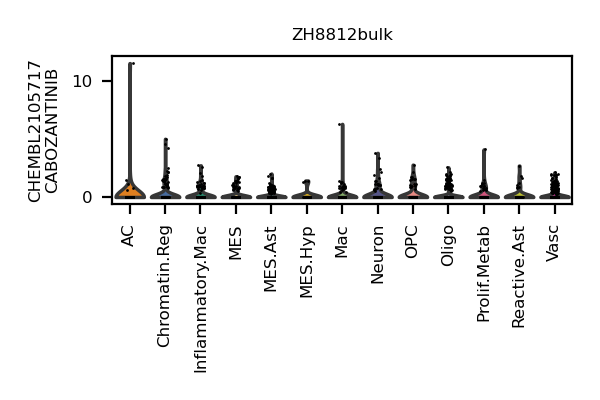 ZH8812bulk
CHEMBL2105717
CABOZANTINIB
10
0
AC
Chromatin.Reg
Inflammatory.Mac
MES
MES.Ast
MES.Hyp
Mac
Neuron
OPC
Oligo
Prolif.Metab
Reactive.Ast
Vasc